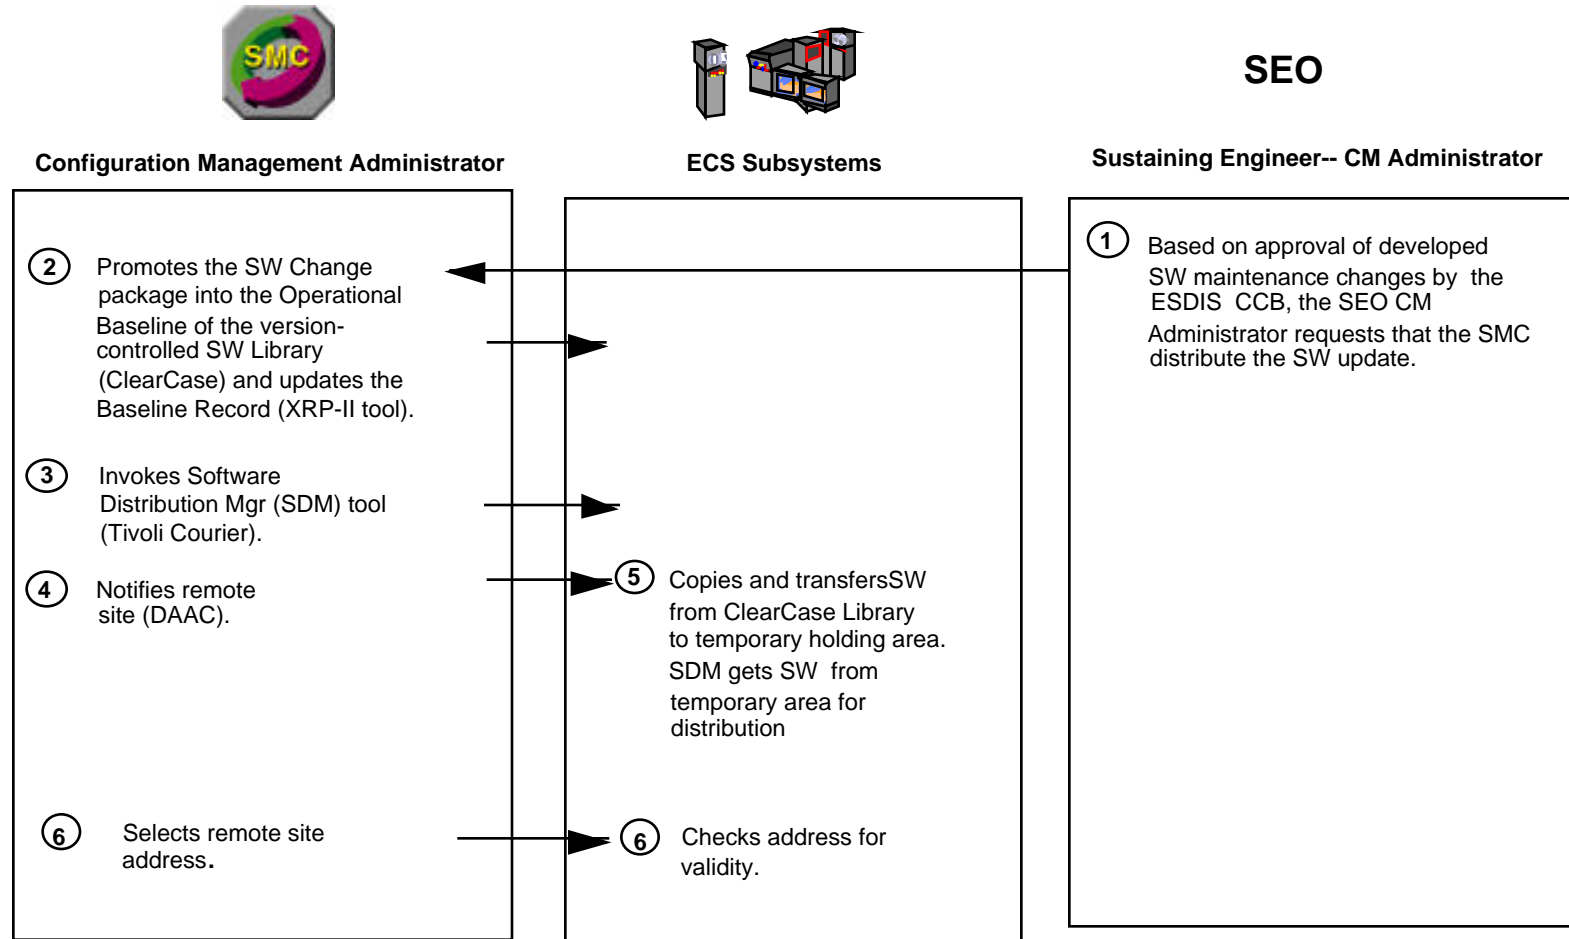 SMC
SEO
Configuration Management Administrator
ECS Subsystems
Sustaining Engineer-- CM Administrator
2
Promotes the SW Change
package into the Operational
Baseline of the version-
controlled SW Library
(ClearCase) and updates the
Baseline Record (XRP-II tool).
3
Invokes Software
Distribution Mgr (SDM) tool
(Tivoli Courier).
4
Notifies remote
site (DAAC).
6
Selects remote site
address.
5
Copies and transfersSW
from ClearCase Library
to temporary holding area.
SDM gets SW from
temporary area for
distribution
6
Checks address for
validity.
1
Based on approval of developed
SW maintenance changes by the
ESDIS CCB, the SEO CM
Administrator requests that the SMC
distribute the SW update.